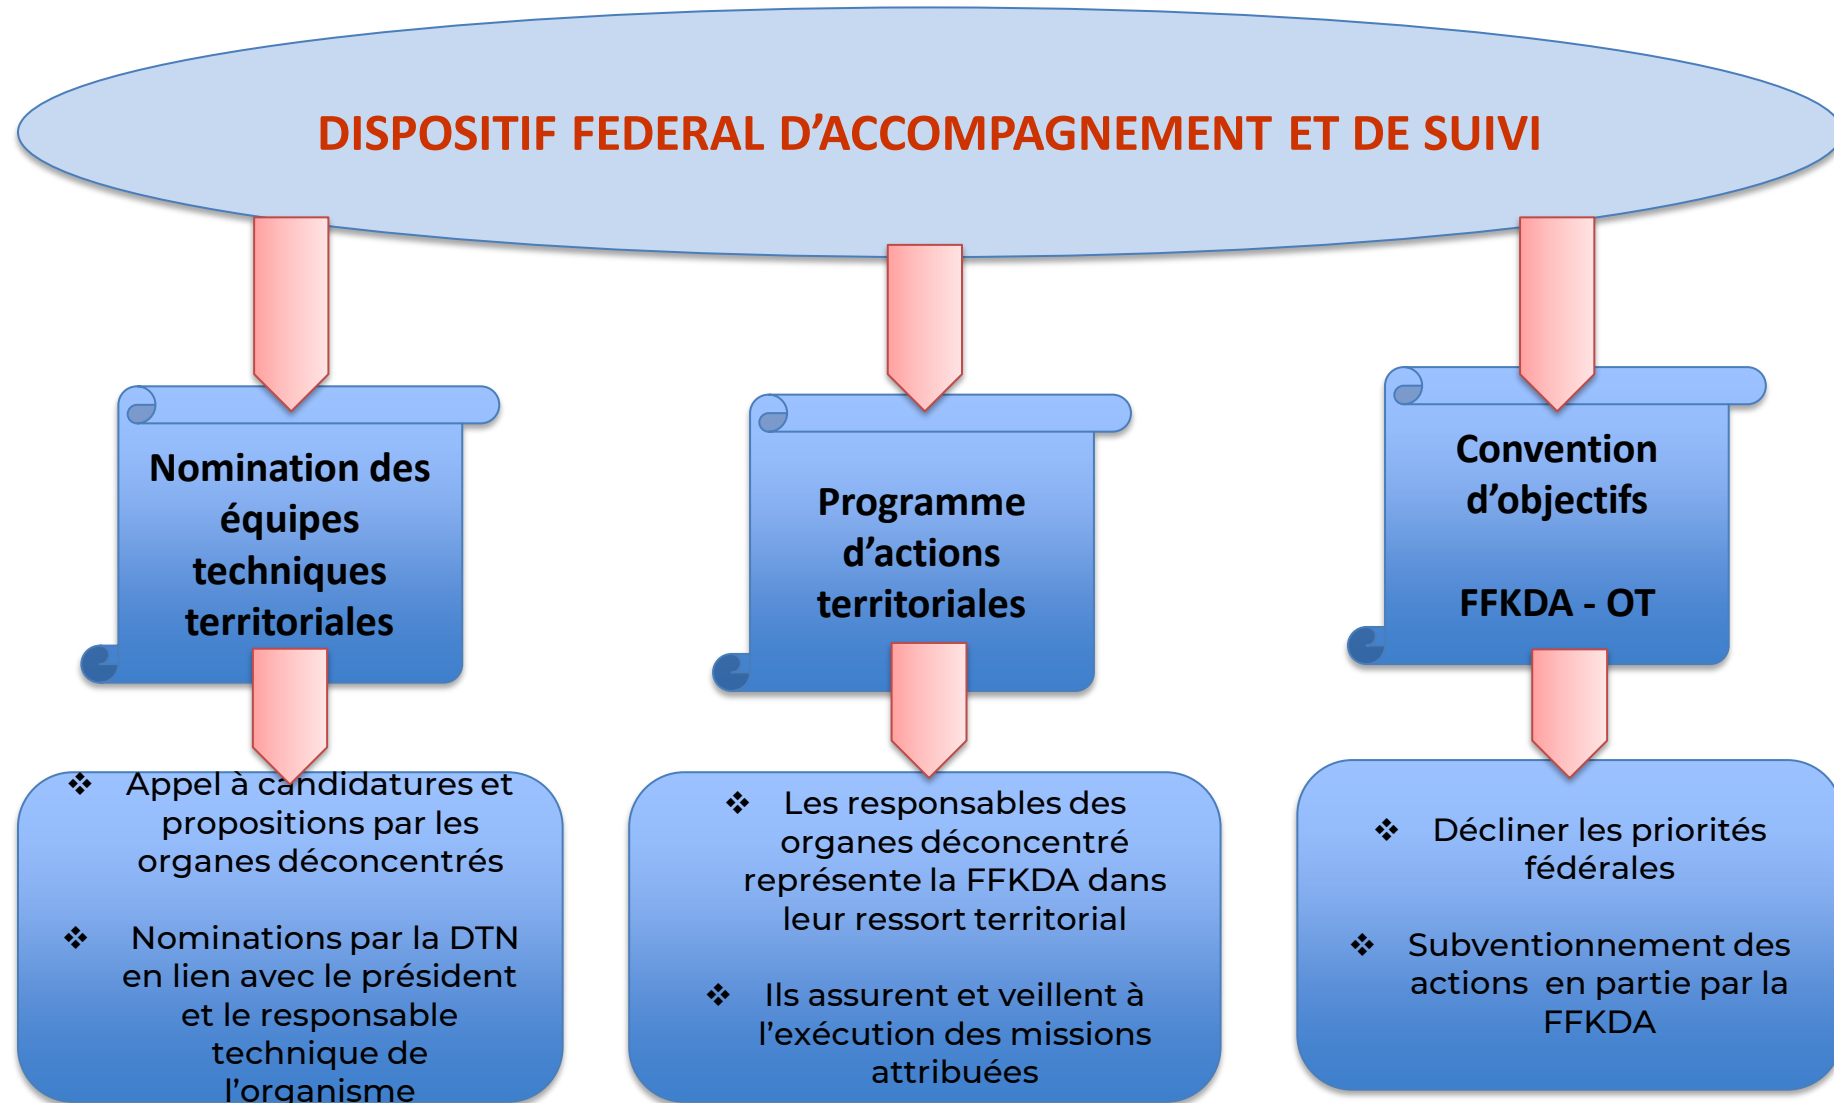 DISPOSITIF FEDERAL D’ACCOMPAGNEMENT ET DE SUIVI
Nomination des
équipes
techniques
territoriales
Programme
d’actions
territoriales
Convention
d’objectifs
FFKDA - OT
❖ Appel à candidatures et
propositions par les
organes déconcentrés
❖ Nominations par la DTN
en lien avec le président
et le responsable
technique de
l’organisme
❖ Les responsables des
organes déconcentré
représente la FFKDA dans
leur ressort territorial
❖ Ils assurent et veillent à
l’exécution des missions
attribuées
❖ Décliner les priorités
fédérales
❖ Subventionnement des
actions en partie par la
FFKDA